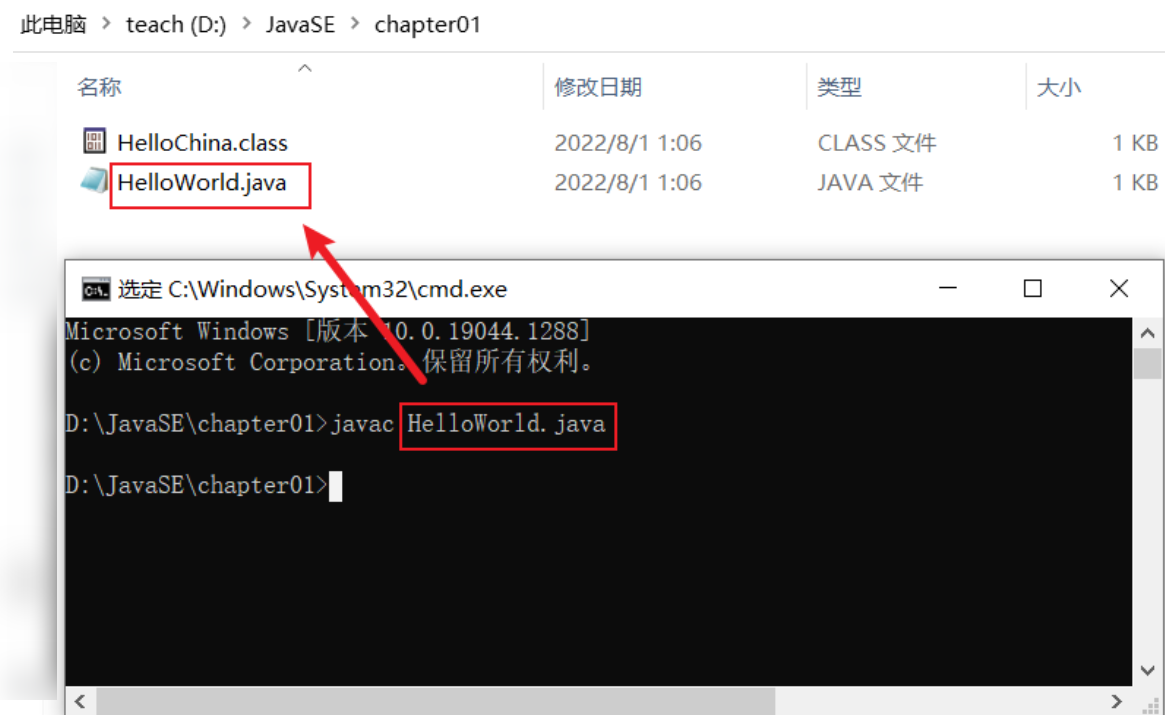 此电脑 > teach (D:) > JavaSE > chapter01
名称 修改日期 类型 大小
HelloChina.class 2022/8/1 1:06 CLASS 文件 1 KB
HelloWorld.java 2022/8/1 1:06 JAVA 文件 1 KB
选定 C:\Windows\System32\cmd.exe
Microsoft Windows [版本 10.0.19044.1288]
(c) Microsoft Corporation。保留所有权利。
D:\JavaSE\chapter01>javac HelloWorld.java
D:\JavaSE\chapter01>